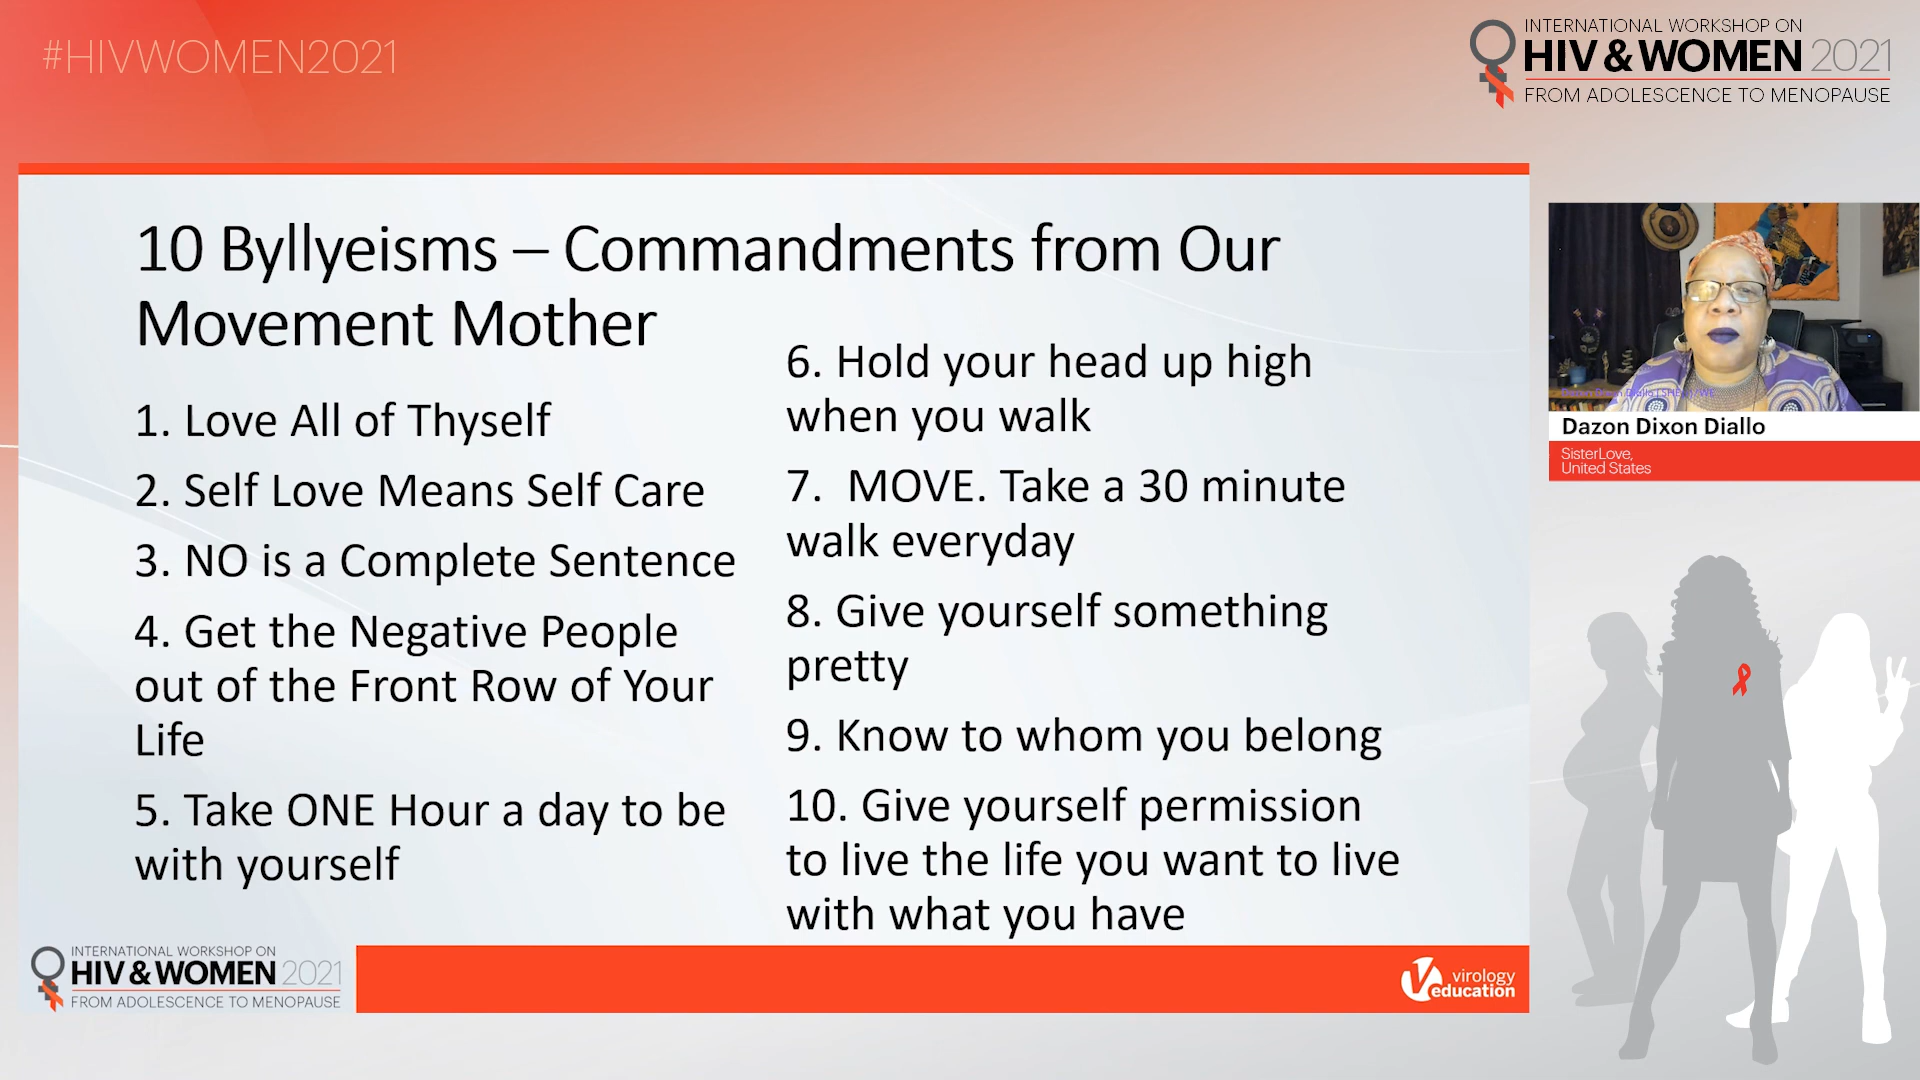 #HIVWOMEN2021
INTERNATIONAL WORKSHOP ON
HIV & WOMEN 2021
FROM ADOLESCENCE TO MENOPAUSE
10 Byllyeisms – Commandments from Our
Movement Mother
1. Love All of Thyself
2. Self Love Means Self Care
3. NO is a Complete Sentence
4. Get the Negative People
out of the Front Row of Your
Life
5. Take ONE Hour a day to be
with yourself
6. Hold your head up high
when you walk
7. MOVE. Take a 30 minute
walk everyday
8. Give yourself something
pretty
9. Know to whom you belong
10. Give yourself permission
to live the life you want to live
with what you have
Dazon Dixon Diallo
SisterLove,
United States
INTERNATIONAL WORKSHOP ON
HIV & WOMEN 2021
FROM ADOLESCENCE TO MENOPAUSE
virology
education